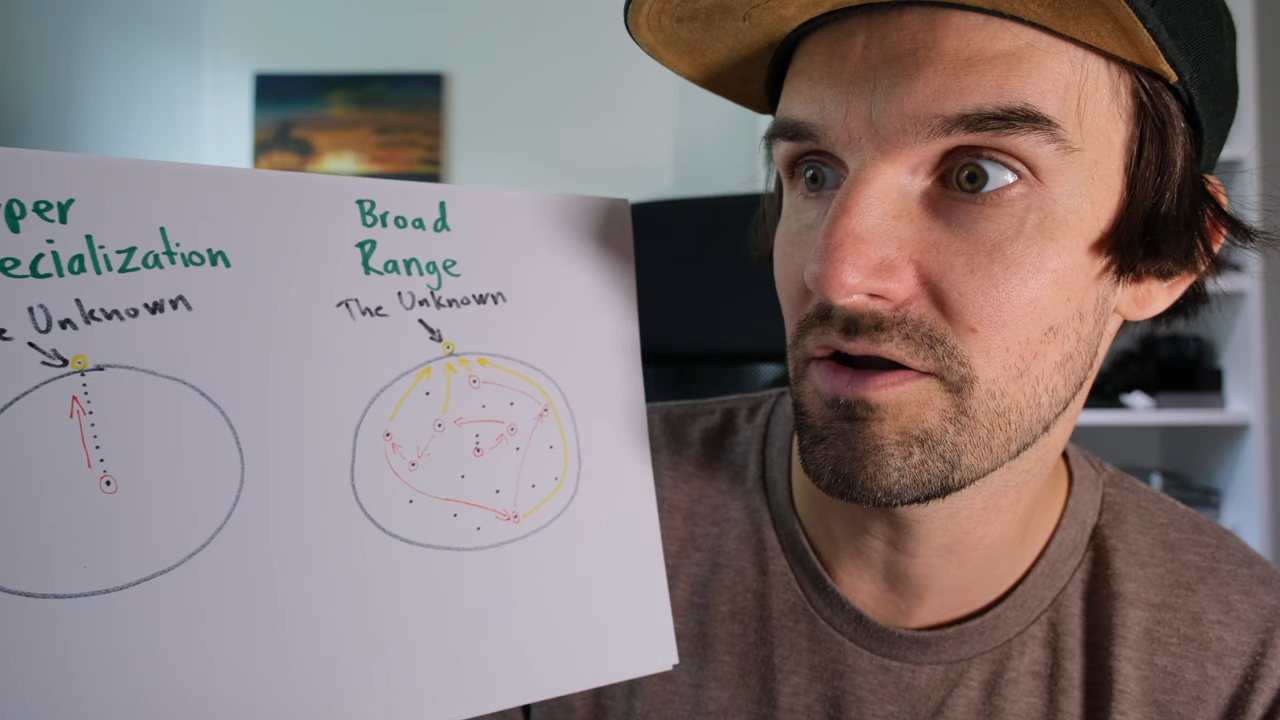 per
ecialization
e Unknown
Broad
Range
The Unknown